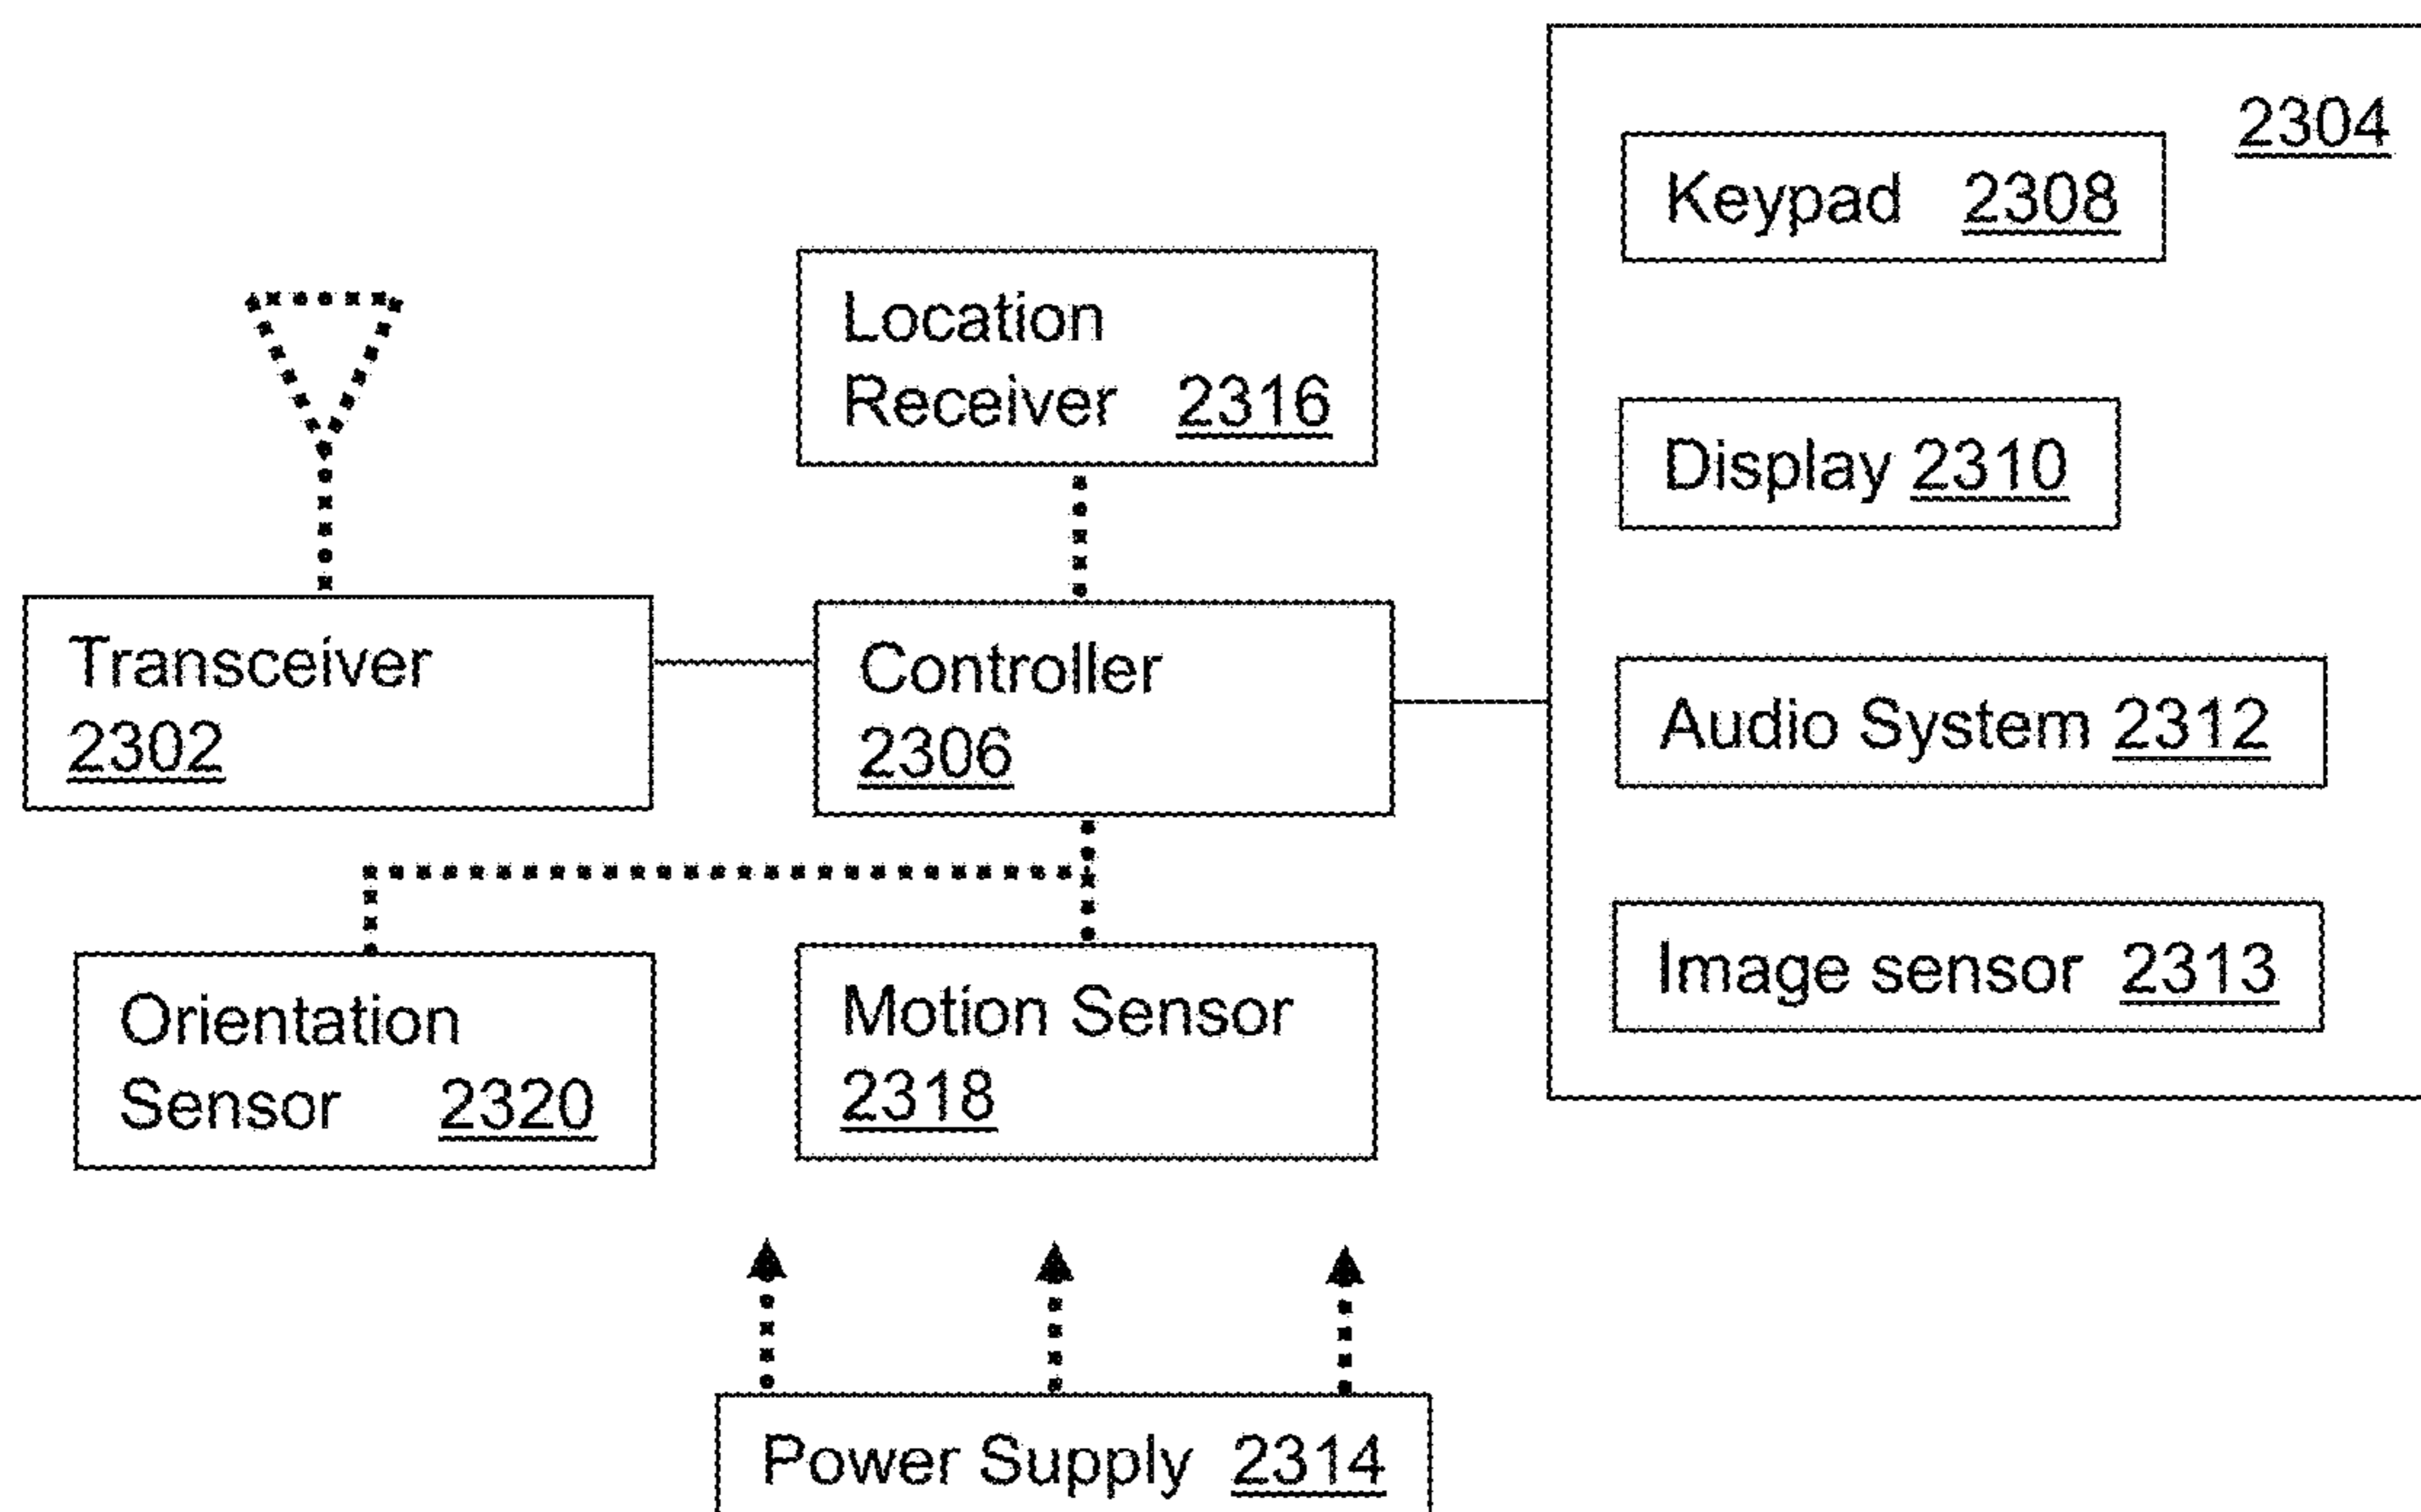 2304
Keypad 2308
Location
Receiver 2316
Display 2310
Transceiver
2302
Controller
2306
Audio System 2312
Image sensor 2313
Orientation
Sensor 2320
Motion Sensor
2318
Power Supply 2314